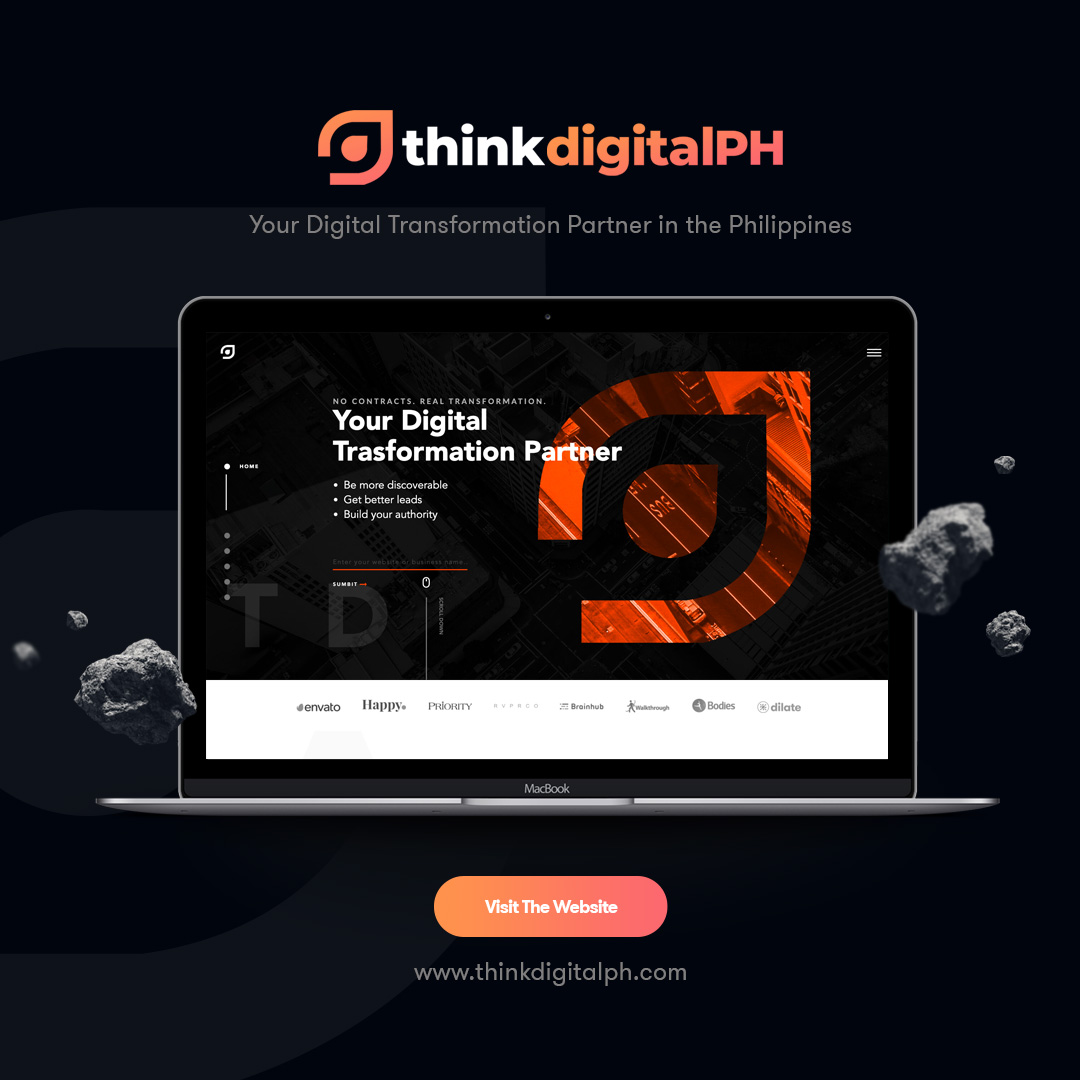 thinkdigitalPH
Your Digital Transformation Partner in the Philippines
NO CONTRACTS. REAL TRANSFORMATION.
Your Digital
Trasformation Partner
HOME
• Be more discoverable
• Get better leads
• Build your authority
Enter your website or business name...
SUMBIT
SCROLL DOWN
T D
envato Happy. PRIORITY RVPRCO Brainhub Walkthrough Bodies dilate
MacBook
Visit The Website
www.thinkdigitalph.com